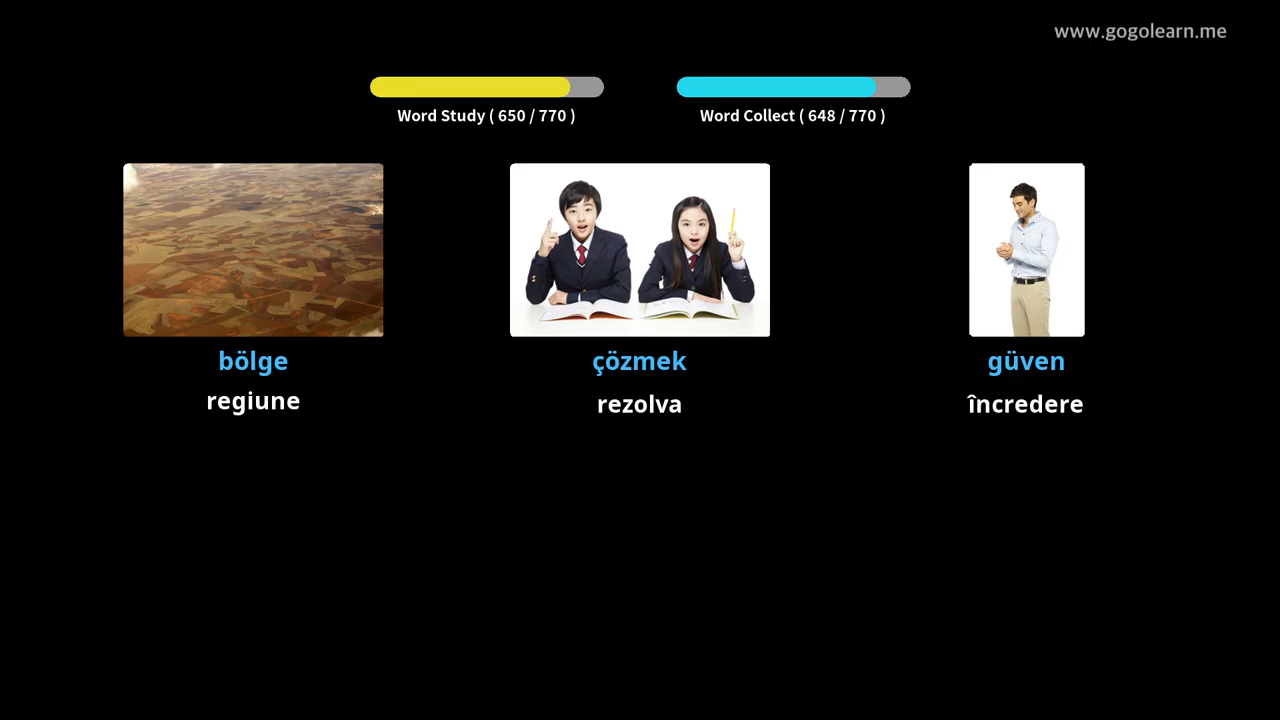 www.gogolearn.me
Word Study ( 650 / 770 )
Word Collect ( 648 / 770 )
bölge
çözmek
güven
regiune
rezolva
încredere